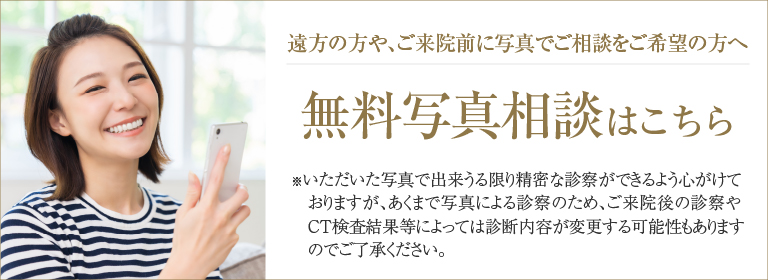 遠方の方や、ご来院前に写真でご相談をご希望の方へ
無料写真相談はこちら
※いただいた写真で出来うる限り精密な診察ができるよう心がけて
おりますが、あくまで写真による診察のため、ご来院後の診察や
CT検査結果等によっては診断内容が変更する可能性もあります
のでご了承ください。